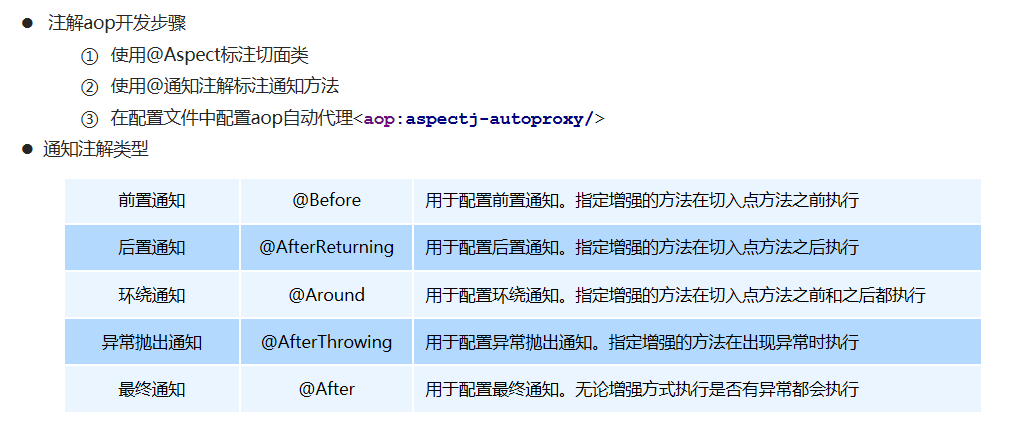 ● 注解aop开发步骤
① 使用@Aspect标注切面类
② 使用@通知注解标注通知方法
③ 在配置文件中配置aop自动代理<aop:aspectj-autoproxy/>
● 通知注解类型
前置通知 @Before 用于配置前置通知。指定增强的方法在切入点方法之前执行
后置通知 @AfterReturning 用于配置后置通知。指定增强的方法在切入点方法之后执行
环绕通知 @Around 用于配置环绕通知。指定增强的方法在切入点方法之前和之后都执行
异常抛出通知 @AfterThrowing 用于配置异常抛出通知。指定增强的方法在出现异常时执行
最终通知 @After 用于配置最终通知。无论增强方式执行是否有异常都会执行